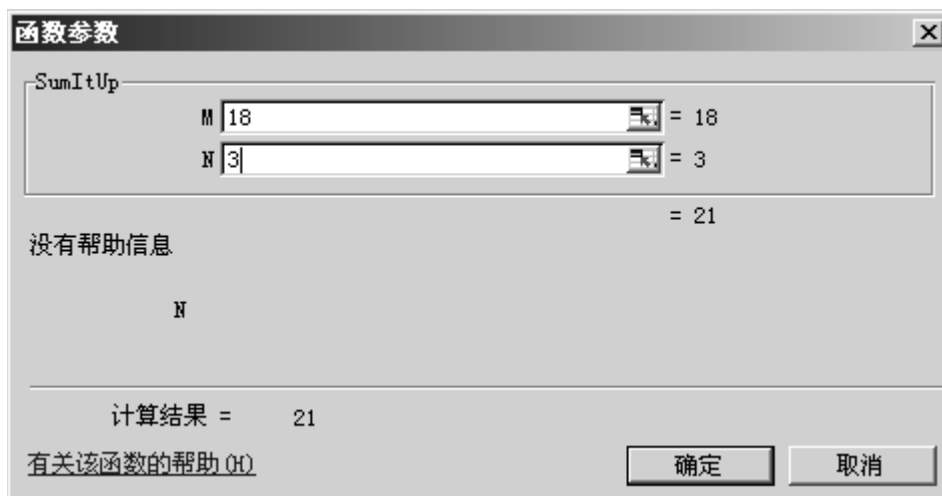 函数参数
SumItUp
M 18 = 18
N 3 = 3
= 21
没有帮助信息
N
计算结果 = 21
有关该函数的帮助(H)
确定 取消